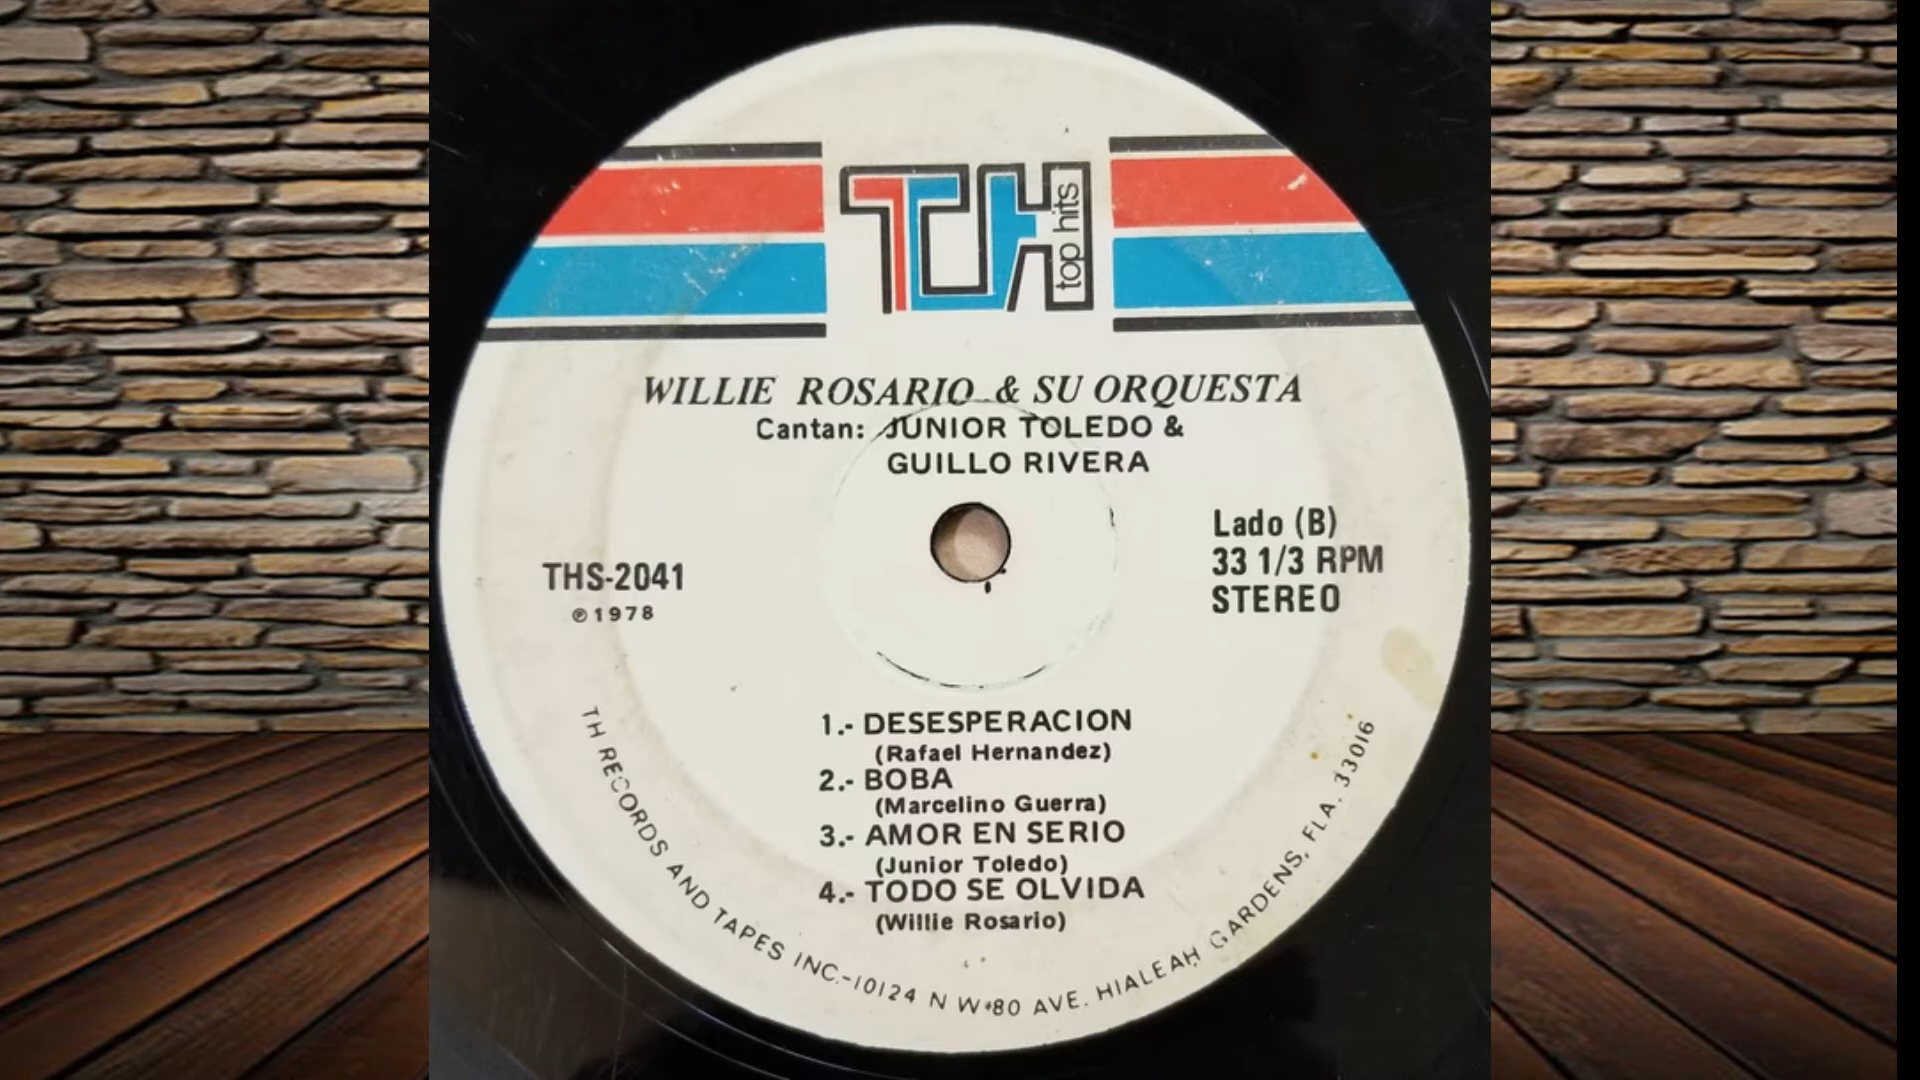 TH
top hits
WILLIE ROSARIO & SU ORQUESTA
Cantan: JUNIOR TOLEDO &
GUILLO RIVERA
Lado (B)
33 1/3 RPM
STEREO
THS-2041
℗1978
1.- DESESPERACION
(Rafael Hernandez)
2.- BOBA
(Marcelino Guerra)
3.- AMOR EN SERIO
(Junior Toledo)
4.- TODO SE OLVIDA
(Willie Rosario)
TH RECORDS AND TAPES INC.-10124 N W•80 AVE. HIALEAH GARDENS, FLA. 33016